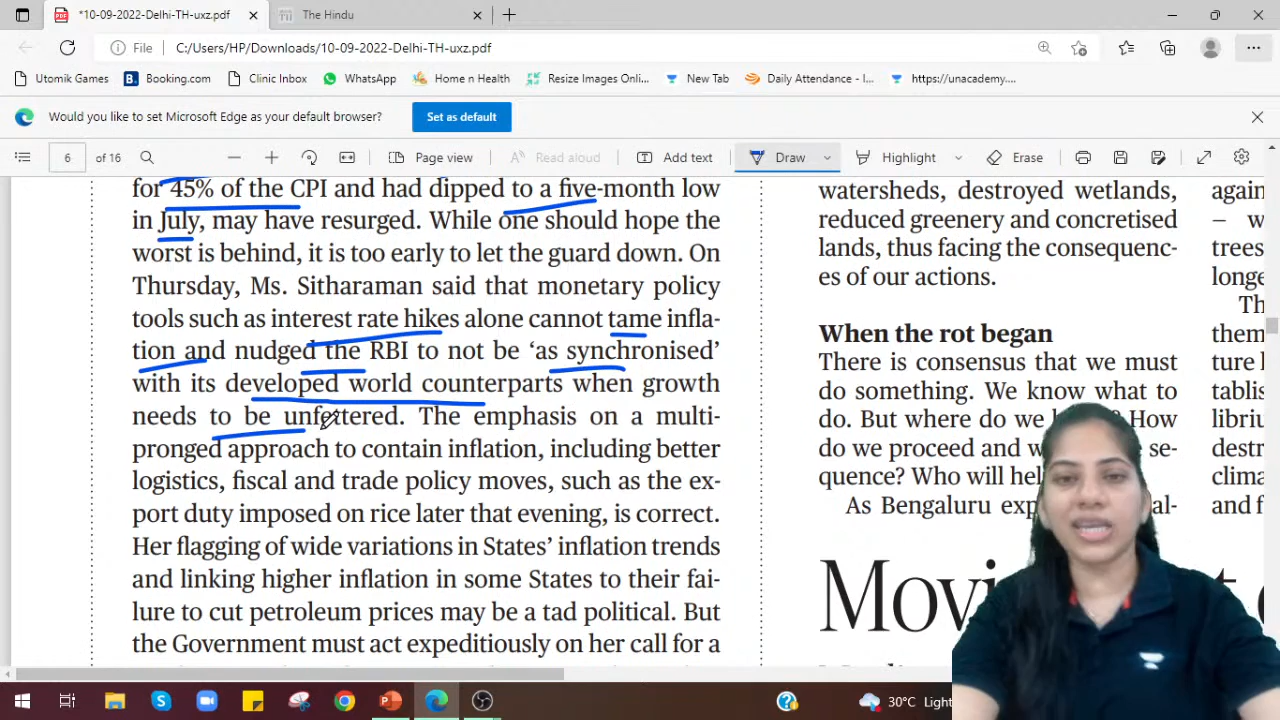 *10-09-2022-Delhi-TH-uxz.pdf
The Hindu
File C:/Users/HP/Downloads/10-09-2022-Delhi-TH-uxz.pdf
Utomik Games Booking.com Clinic Inbox WhatsApp Home n Health Resize Images Onli... New Tab Daily Attendance - I... https://unacademy....
Would you like to set Microsoft Edge as your default browser? Set as default
6 of 16 Page view Read aloud Add text Draw Highlight Erase
for 45% of the CPI and had dipped to a five-month low
in July, may have resurged. While one should hope the
worst is behind, it is too early to let the guard down. On
Thursday, Ms. Sitharaman said that monetary policy
tools such as interest rate hikes alone cannot tame infla-
tion and nudged the RBI to not be ‘as synchronised’
with its developed world counterparts when growth
needs to be unfettered. The emphasis on a multi-
pronged approach to contain inflation, including better
logistics, fiscal and trade policy moves, such as the ex-
port duty imposed on rice later that evening, is correct.
Her flagging of wide variations in States’ inflation trends
and linking higher inflation in some States to their fai-
lure to cut petroleum prices may be a tad political. But
the Government must act expeditiously on her call for a
watersheds, destroyed wetlands,
reduced greenery and concretised
lands, thus facing the consequenc-
es of our actions.
When the rot began
There is consensus that we must
do something. We know what to
do. But where do we How
do we proceed and se-
quence? Who will
As Bengaluru
again
–
trees
longe
Th
them
ture
clima
and f
30°C Light